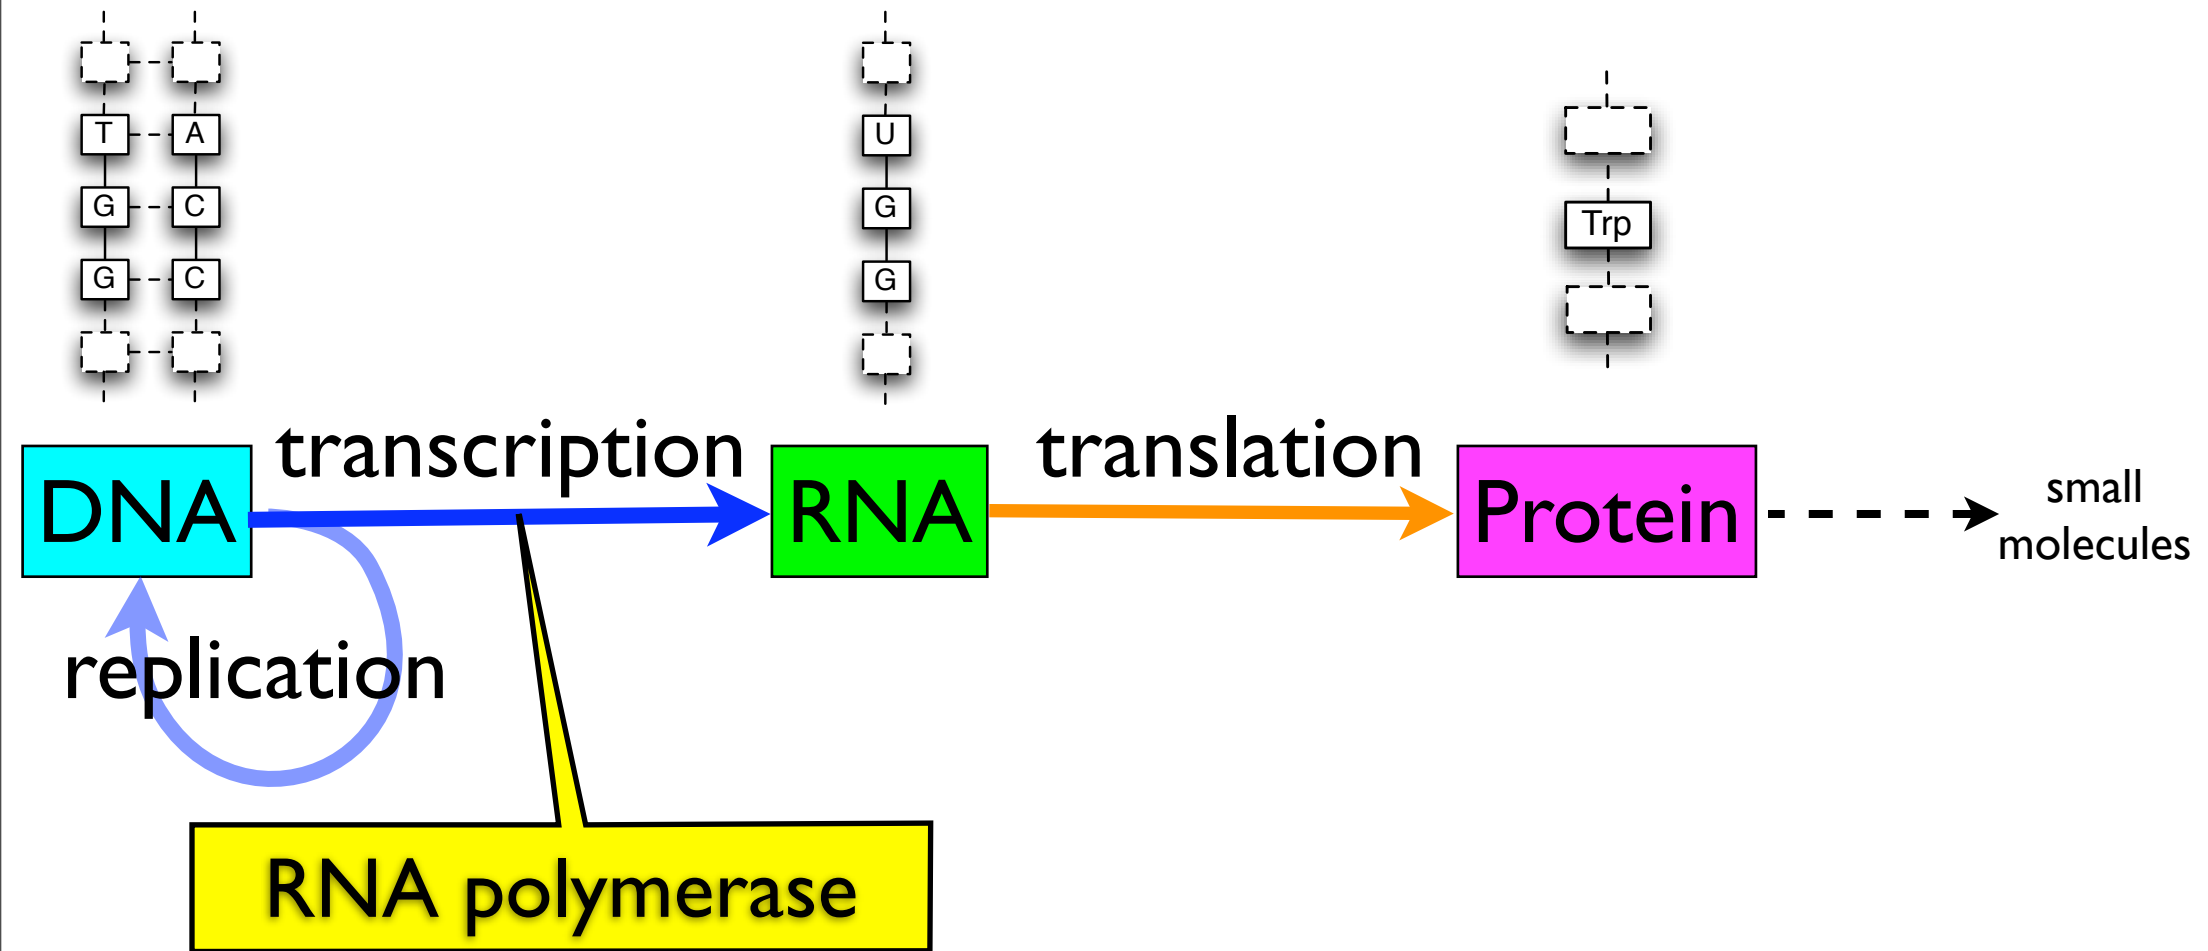 T A
G C
G C
U
G
G
Trp
transcription
translation
DNA
RNA
Protein
small
molecules
replication
RNA polymerase